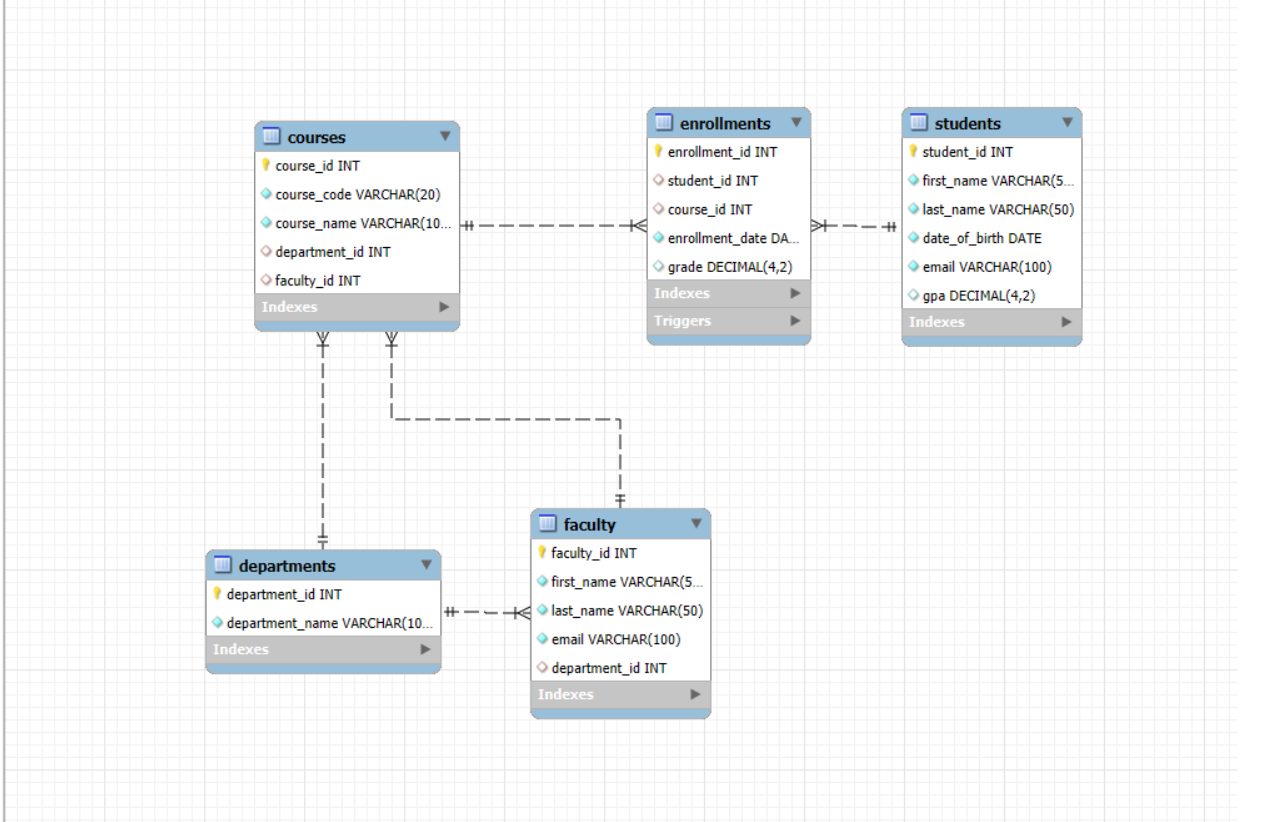 courses
course_id INT
course_code VARCHAR(20)
course_name VARCHAR(10...
department_id INT
faculty_id INT
Indexes
enrollments
enrollment_id INT
student_id INT
course_id INT
enrollment_date DA...
grade DECIMAL(4,2)
Indexes
Triggers
students
student_id INT
first_name VARCHAR(5...
last_name VARCHAR(50)
date_of_birth DATE
email VARCHAR(100)
gpa DECIMAL(4,2)
Indexes
departments
department_id INT
department_name VARCHAR(10...
Indexes
faculty
faculty_id INT
first_name VARCHAR(5...
last_name VARCHAR(50)
email VARCHAR(100)
department_id INT
Indexes